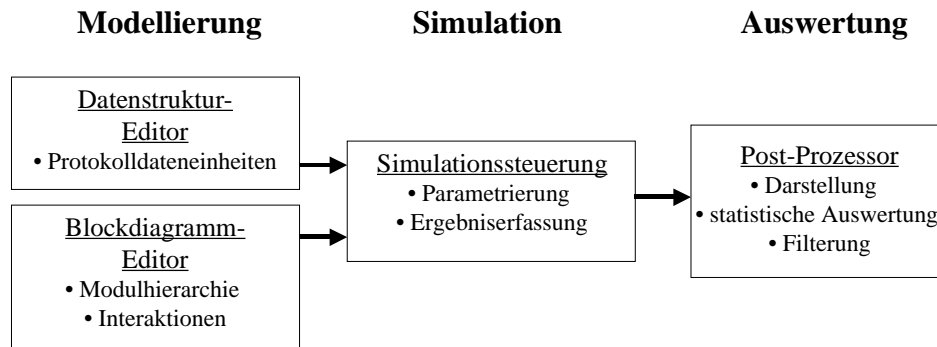 Modellierung
Simulation
Auswertung
Datenstruktur-
Editor
• Protokolldateneinheiten
Blockdiagramm-
Editor
• Modulhierarchie
• Interaktionen
Simulationssteuerung
• Parametrierung
• Ergebniserfassung
Post-Prozessor
• Darstellung
• statistische Auswertung
• Filterung